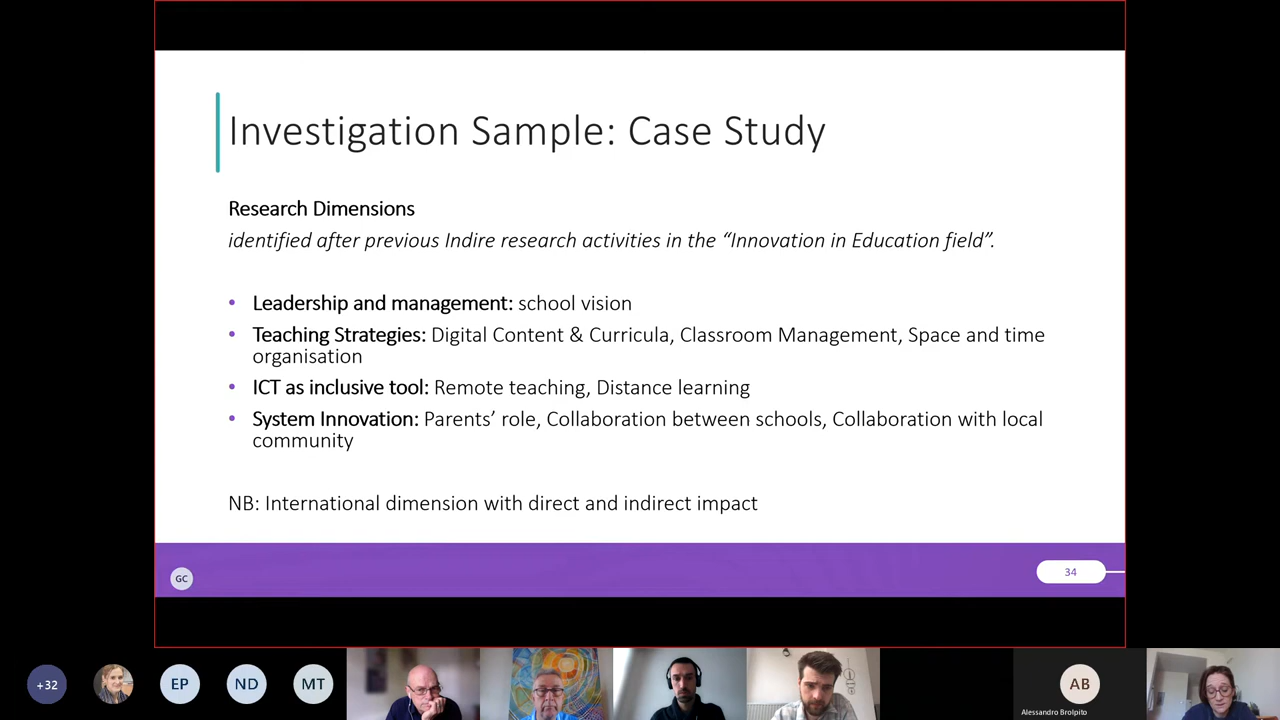 Investigation Sample: Case Study
Research Dimensions
identified after previous Indire research activities in the “Innovation in Education field”.
• Leadership and management: school vision
• Teaching Strategies: Digital Content & Curricula, Classroom Management, Space and time
organisation
• ICT as inclusive tool: Remote teaching, Distance learning
• System Innovation: Parents’ role, Collaboration between schools, Collaboration with local
community
NB: International dimension with direct and indirect impact
GC
34
+32
EP
ND
MT
AB
Alessandro Brolpito